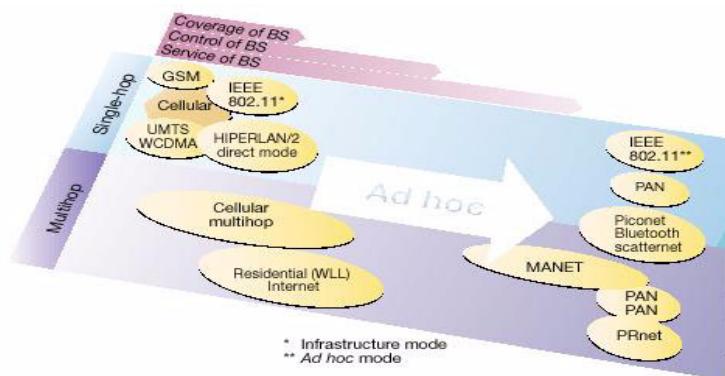 Coverage of BS
Control of BS
Service of BS
Single-hop
Multihop
GSM
Cellular
UMTS
WCDMA
IEEE
802.11*
HIPERLAN/2
direct mode
Ad hoc
IEEE
802.11**
PAN
Piconet
Bluetooth
scatternet
Cellular
multihop
Residential (WLL)
Internet
MANET
PAN
PAN
PRnet
* Infrastructure mode
** Ad hoc mode